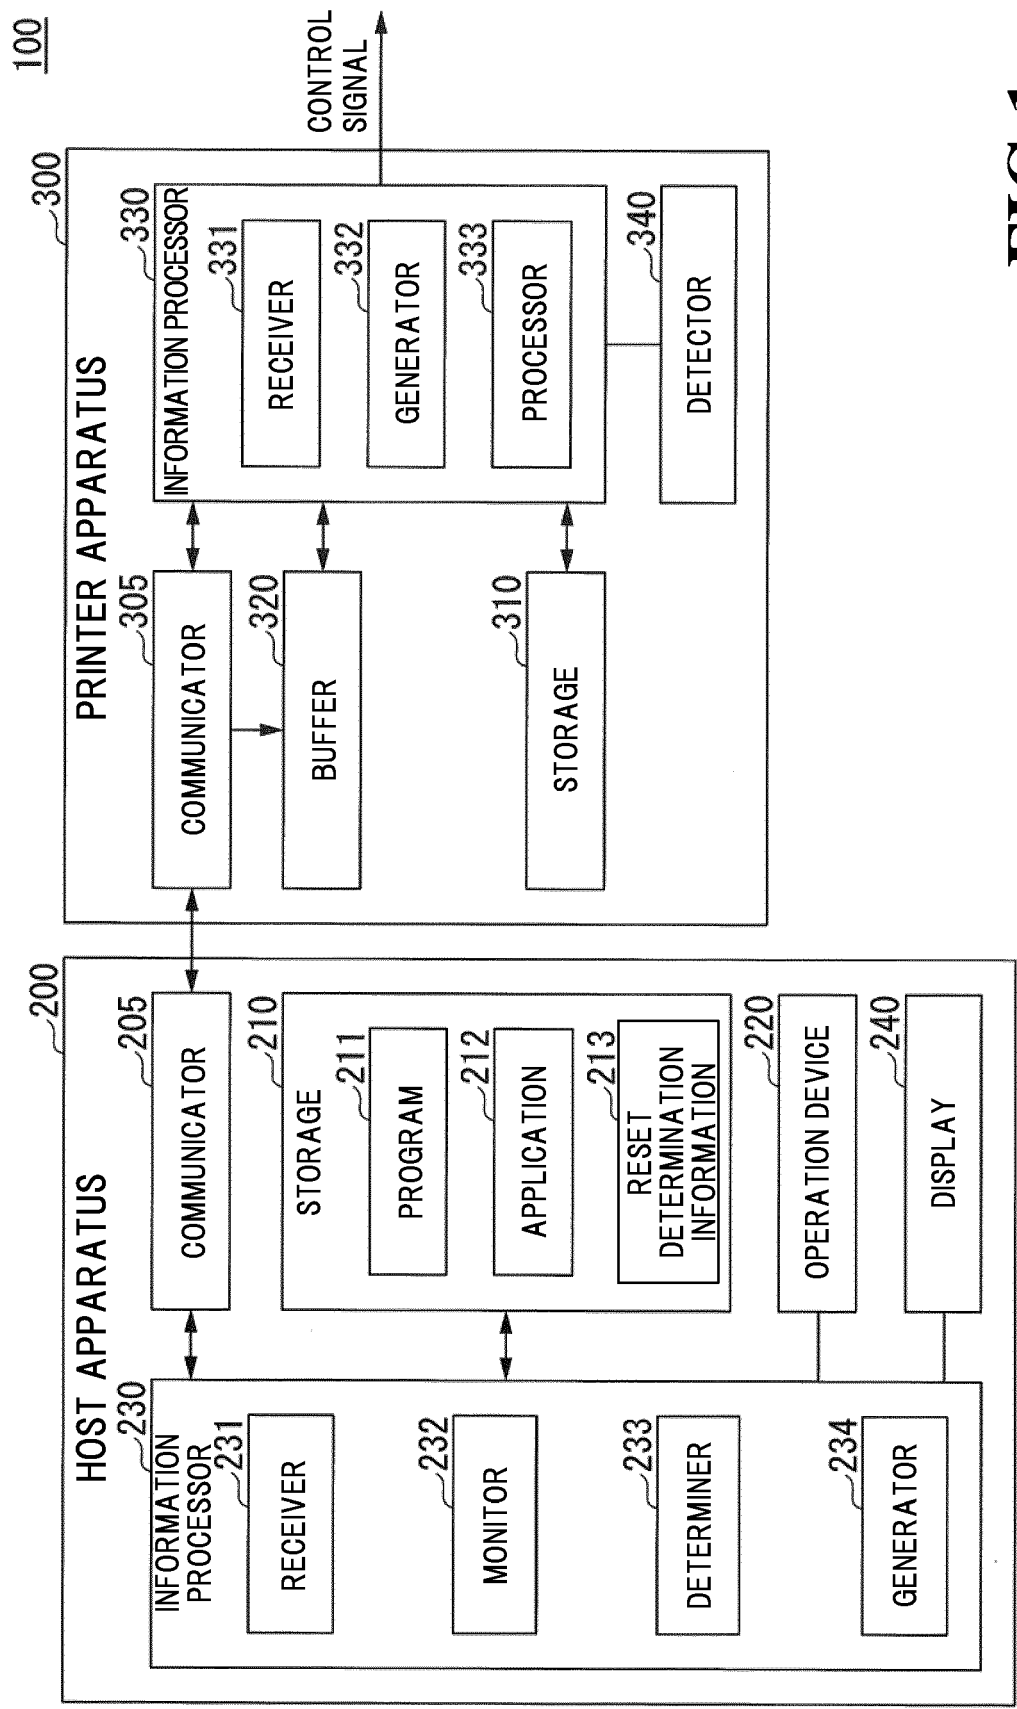 100
HOST APPARATUS
200
INFORMATION
PROCESSOR
230
RECEIVER
231
MONITOR
232
DETERMINER
233
GENERATOR
234
COMMUNICATOR
205
STORAGE
210
PROGRAM
211
APPLICATION
212
RESET
DETERMINATION
INFORMATION
213
OPERATION DEVICE
220
DISPLAY
240
PRINTER APPARATUS
300
COMMUNICATOR
305
BUFFER
320
STORAGE
310
INFORMATION PROCESSOR
330
RECEIVER
331
GENERATOR
332
PROCESSOR
333
DETECTOR
340
CONTROL
SIGNAL